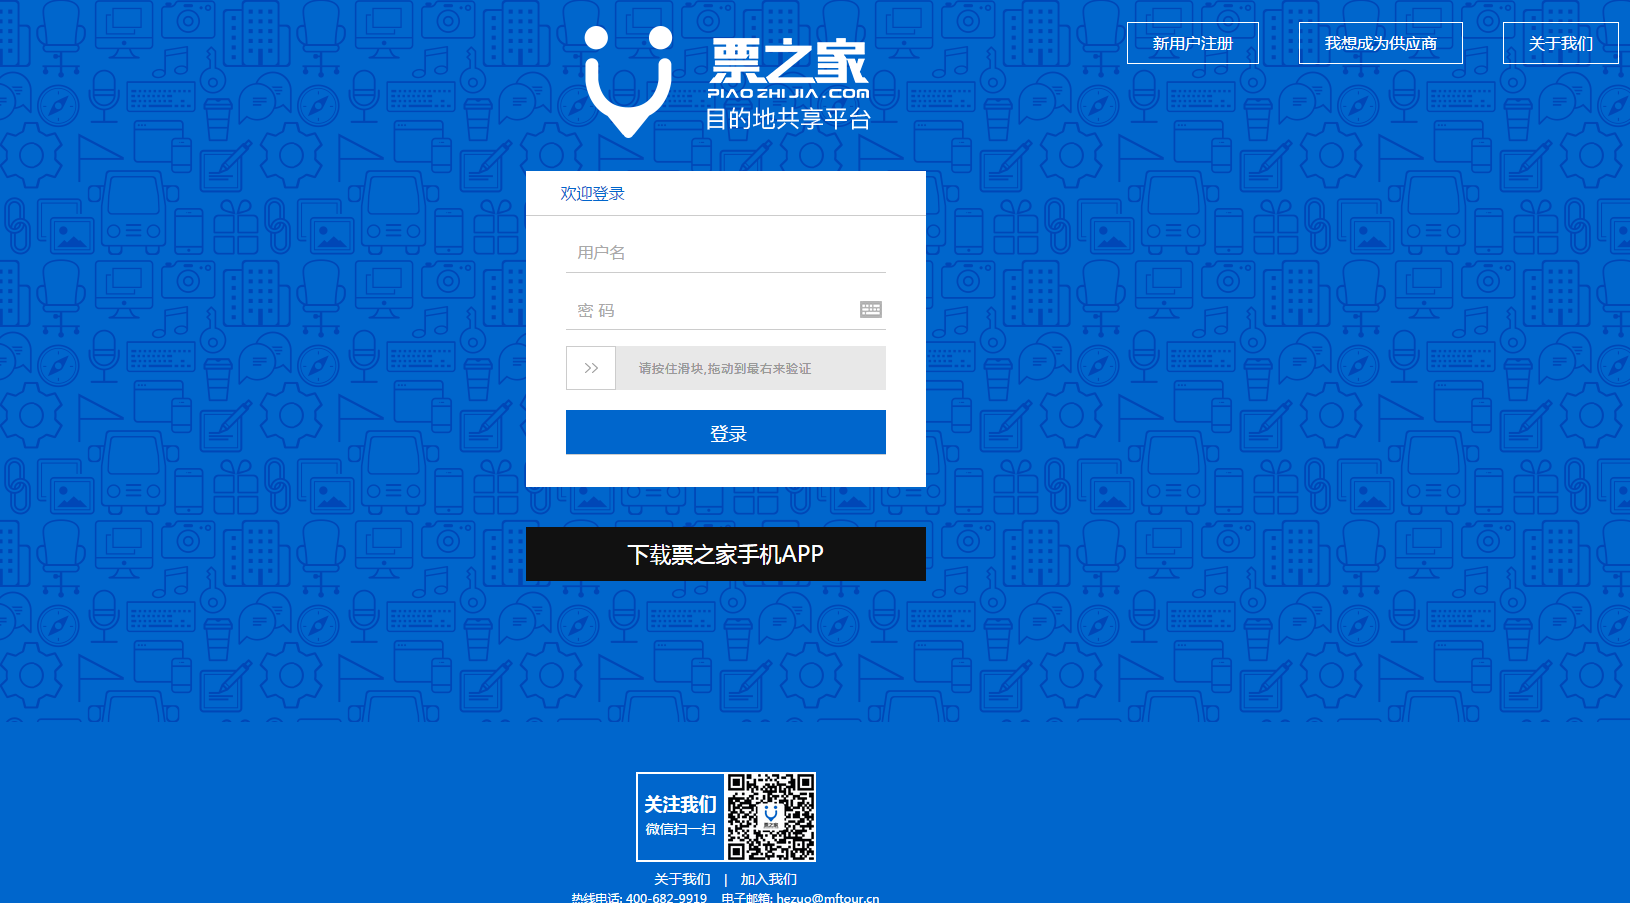 新用户注册
我想成为供应商
关于我们
票之家
PIAOZHIJIA.COM
目的地共享平台
欢迎登录
用户名
密 码
>>
请按住滑块,拖动到最右来验证
登录
下载票之家手机APP
关注我们
微信扫一扫
票之家
关于我们 | 加入我们
热线电话: 400-682-9919 电子邮箱: hezuo@mftour.cn